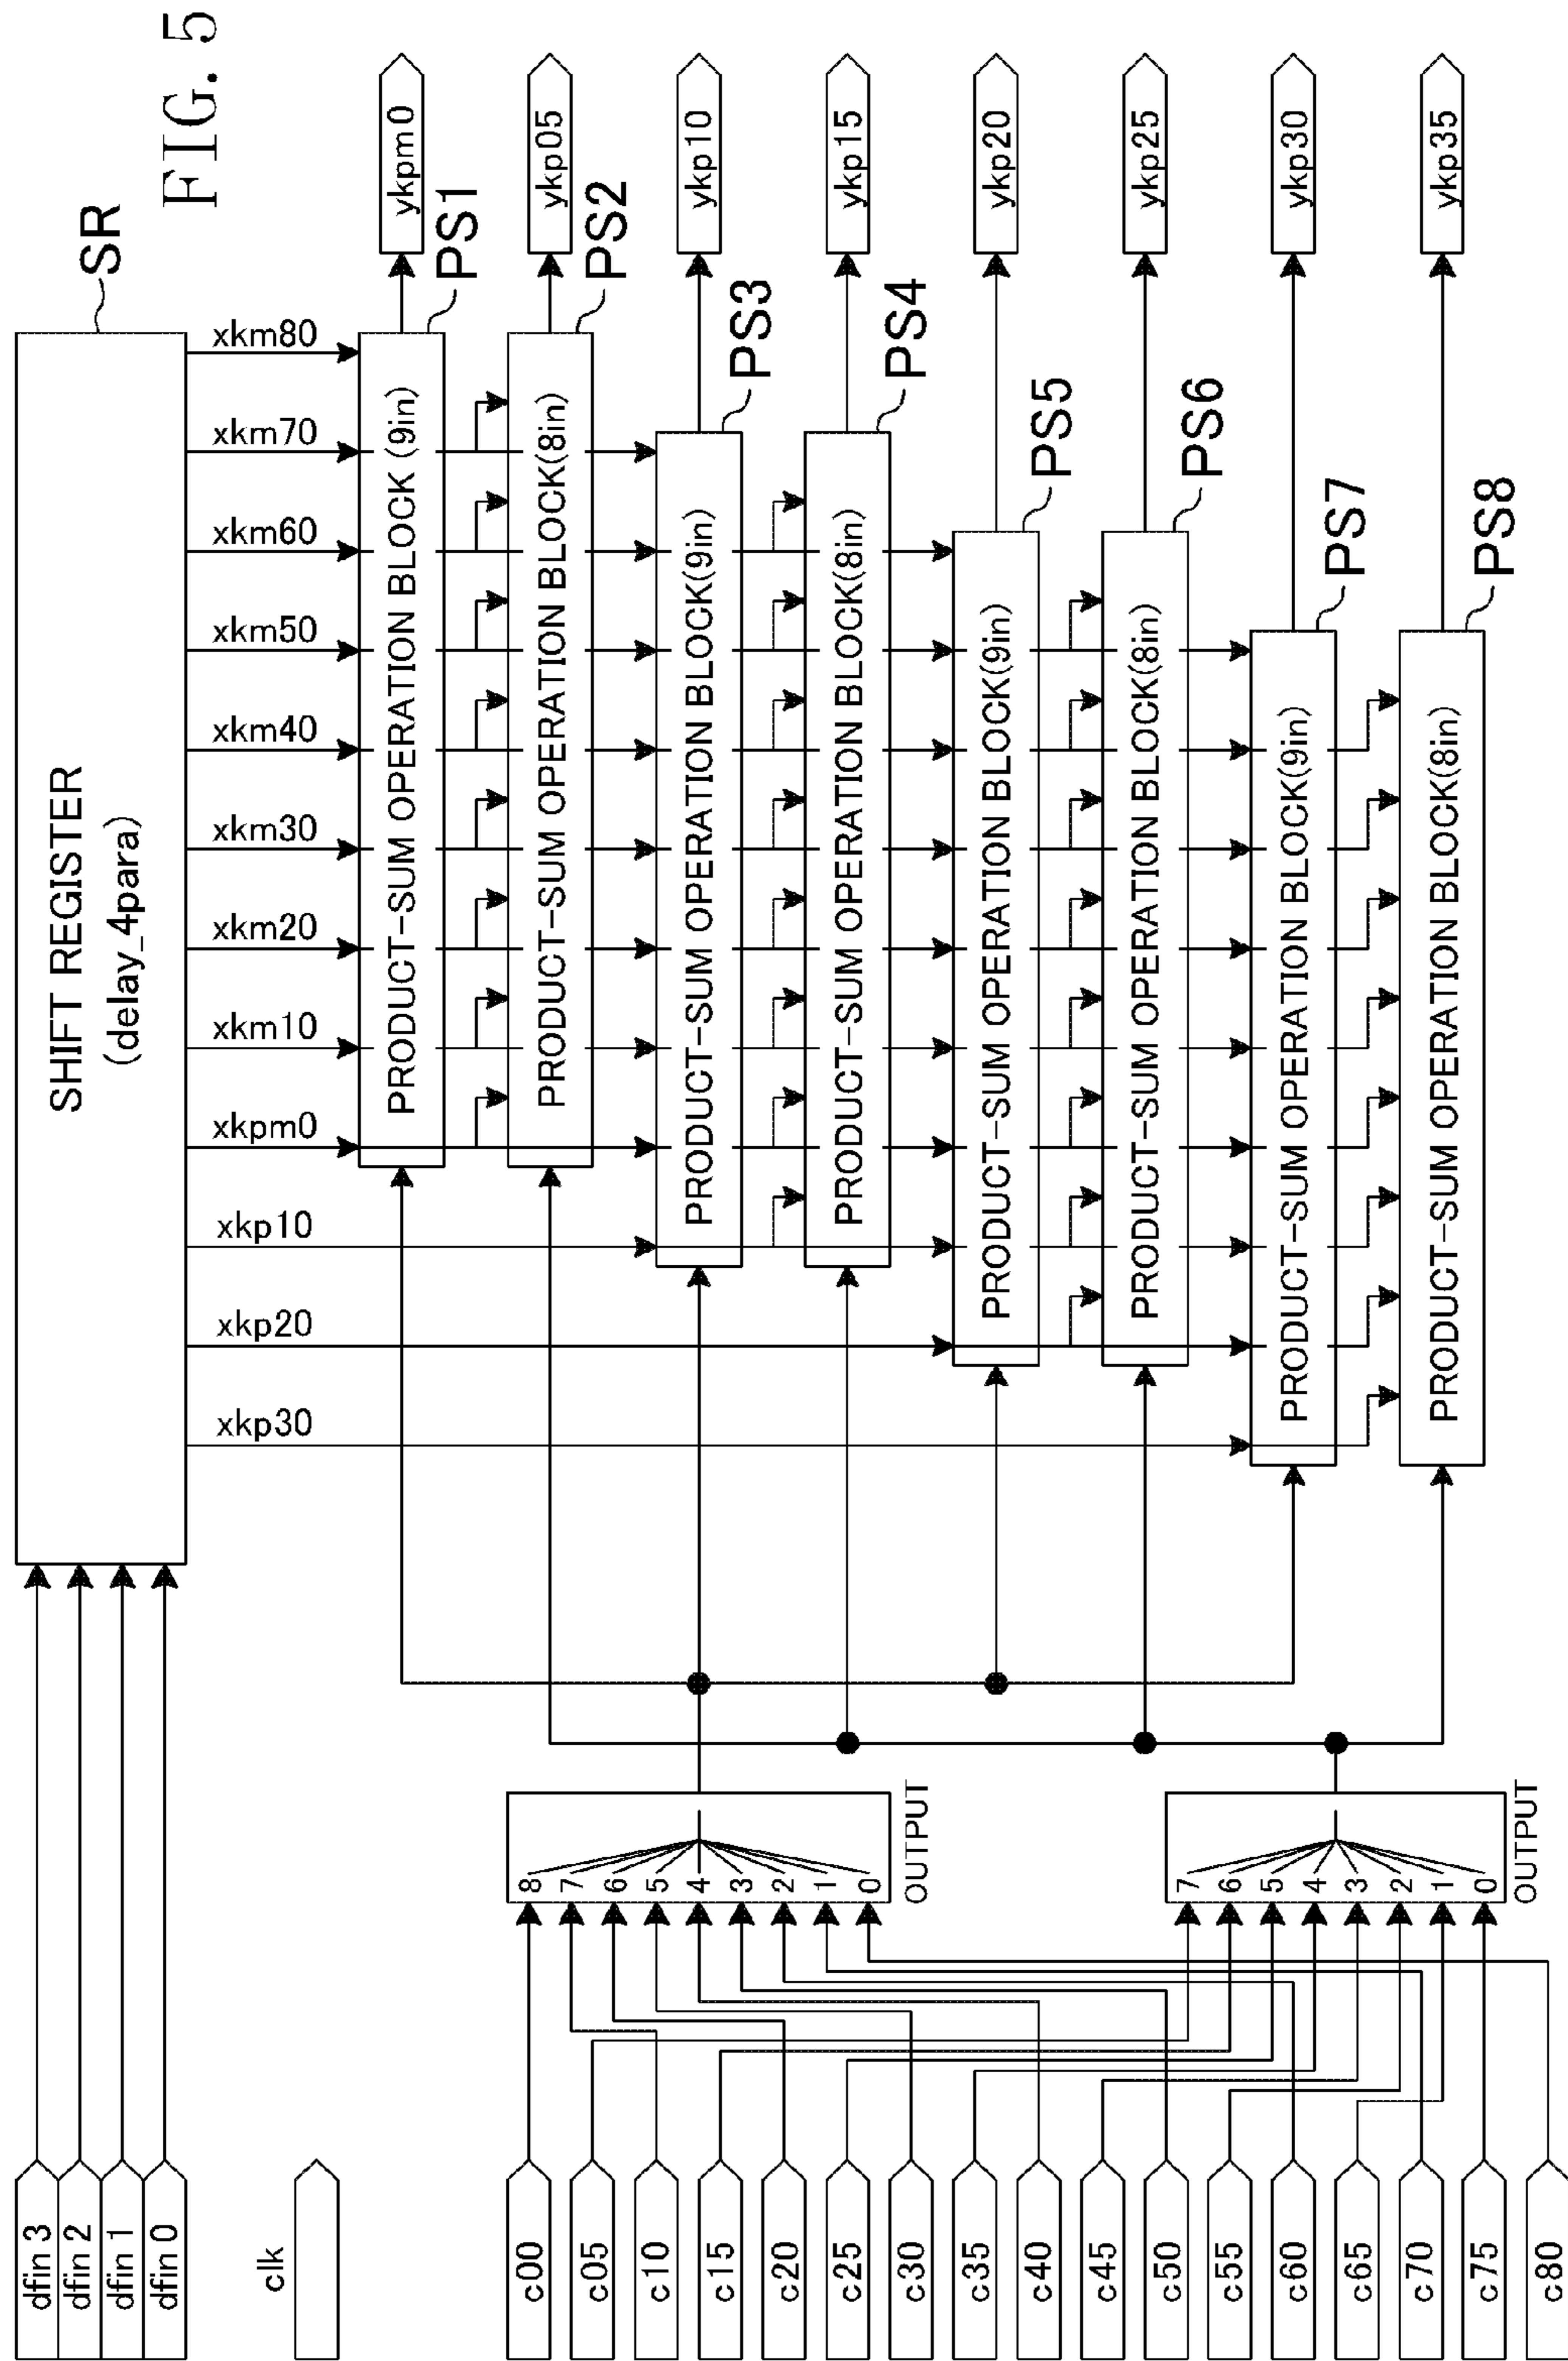 FIG. 5
SR
SHIFT REGISTER
(delay_4para)
dfin 3
dfin 2
dfin 1
dfin 0
clk
xkp30
xkp20
xkp10
xkpm0
xkm10
xkm20
xkm30
xkm40
xkm50
xkm60
xkm70
xkm80
PRODUCT-SUM OPERATION BLOCK (9in)
PS1
ykpm0
PRODUCT-SUM OPERATION BLOCK(8in)
PS2
ykp05
PRODUCT-SUM OPERATION BLOCK(9in)
PS3
ykp10
PRODUCT-SUM OPERATION BLOCK(8in)
PS4
ykp15
PRODUCT-SUM OPERATION BLOCK(9in)
PS5
ykp20
PRODUCT-SUM OPERATION BLOCK(8in)
PS6
ykp25
PRODUCT-SUM OPERATION BLOCK(9in)
PS7
ykp30
PRODUCT-SUM OPERATION BLOCK(8in)
PS8
ykp35
c00
c05
c10
c15
c20
c25
c30
c35
c40
c45
c50
c55
c60
c65
c70
c75
c80
8
7
6
5
4
3
2
1
0
OUTPUT
7
6
5
4
3
2
1
0
OUTPUT